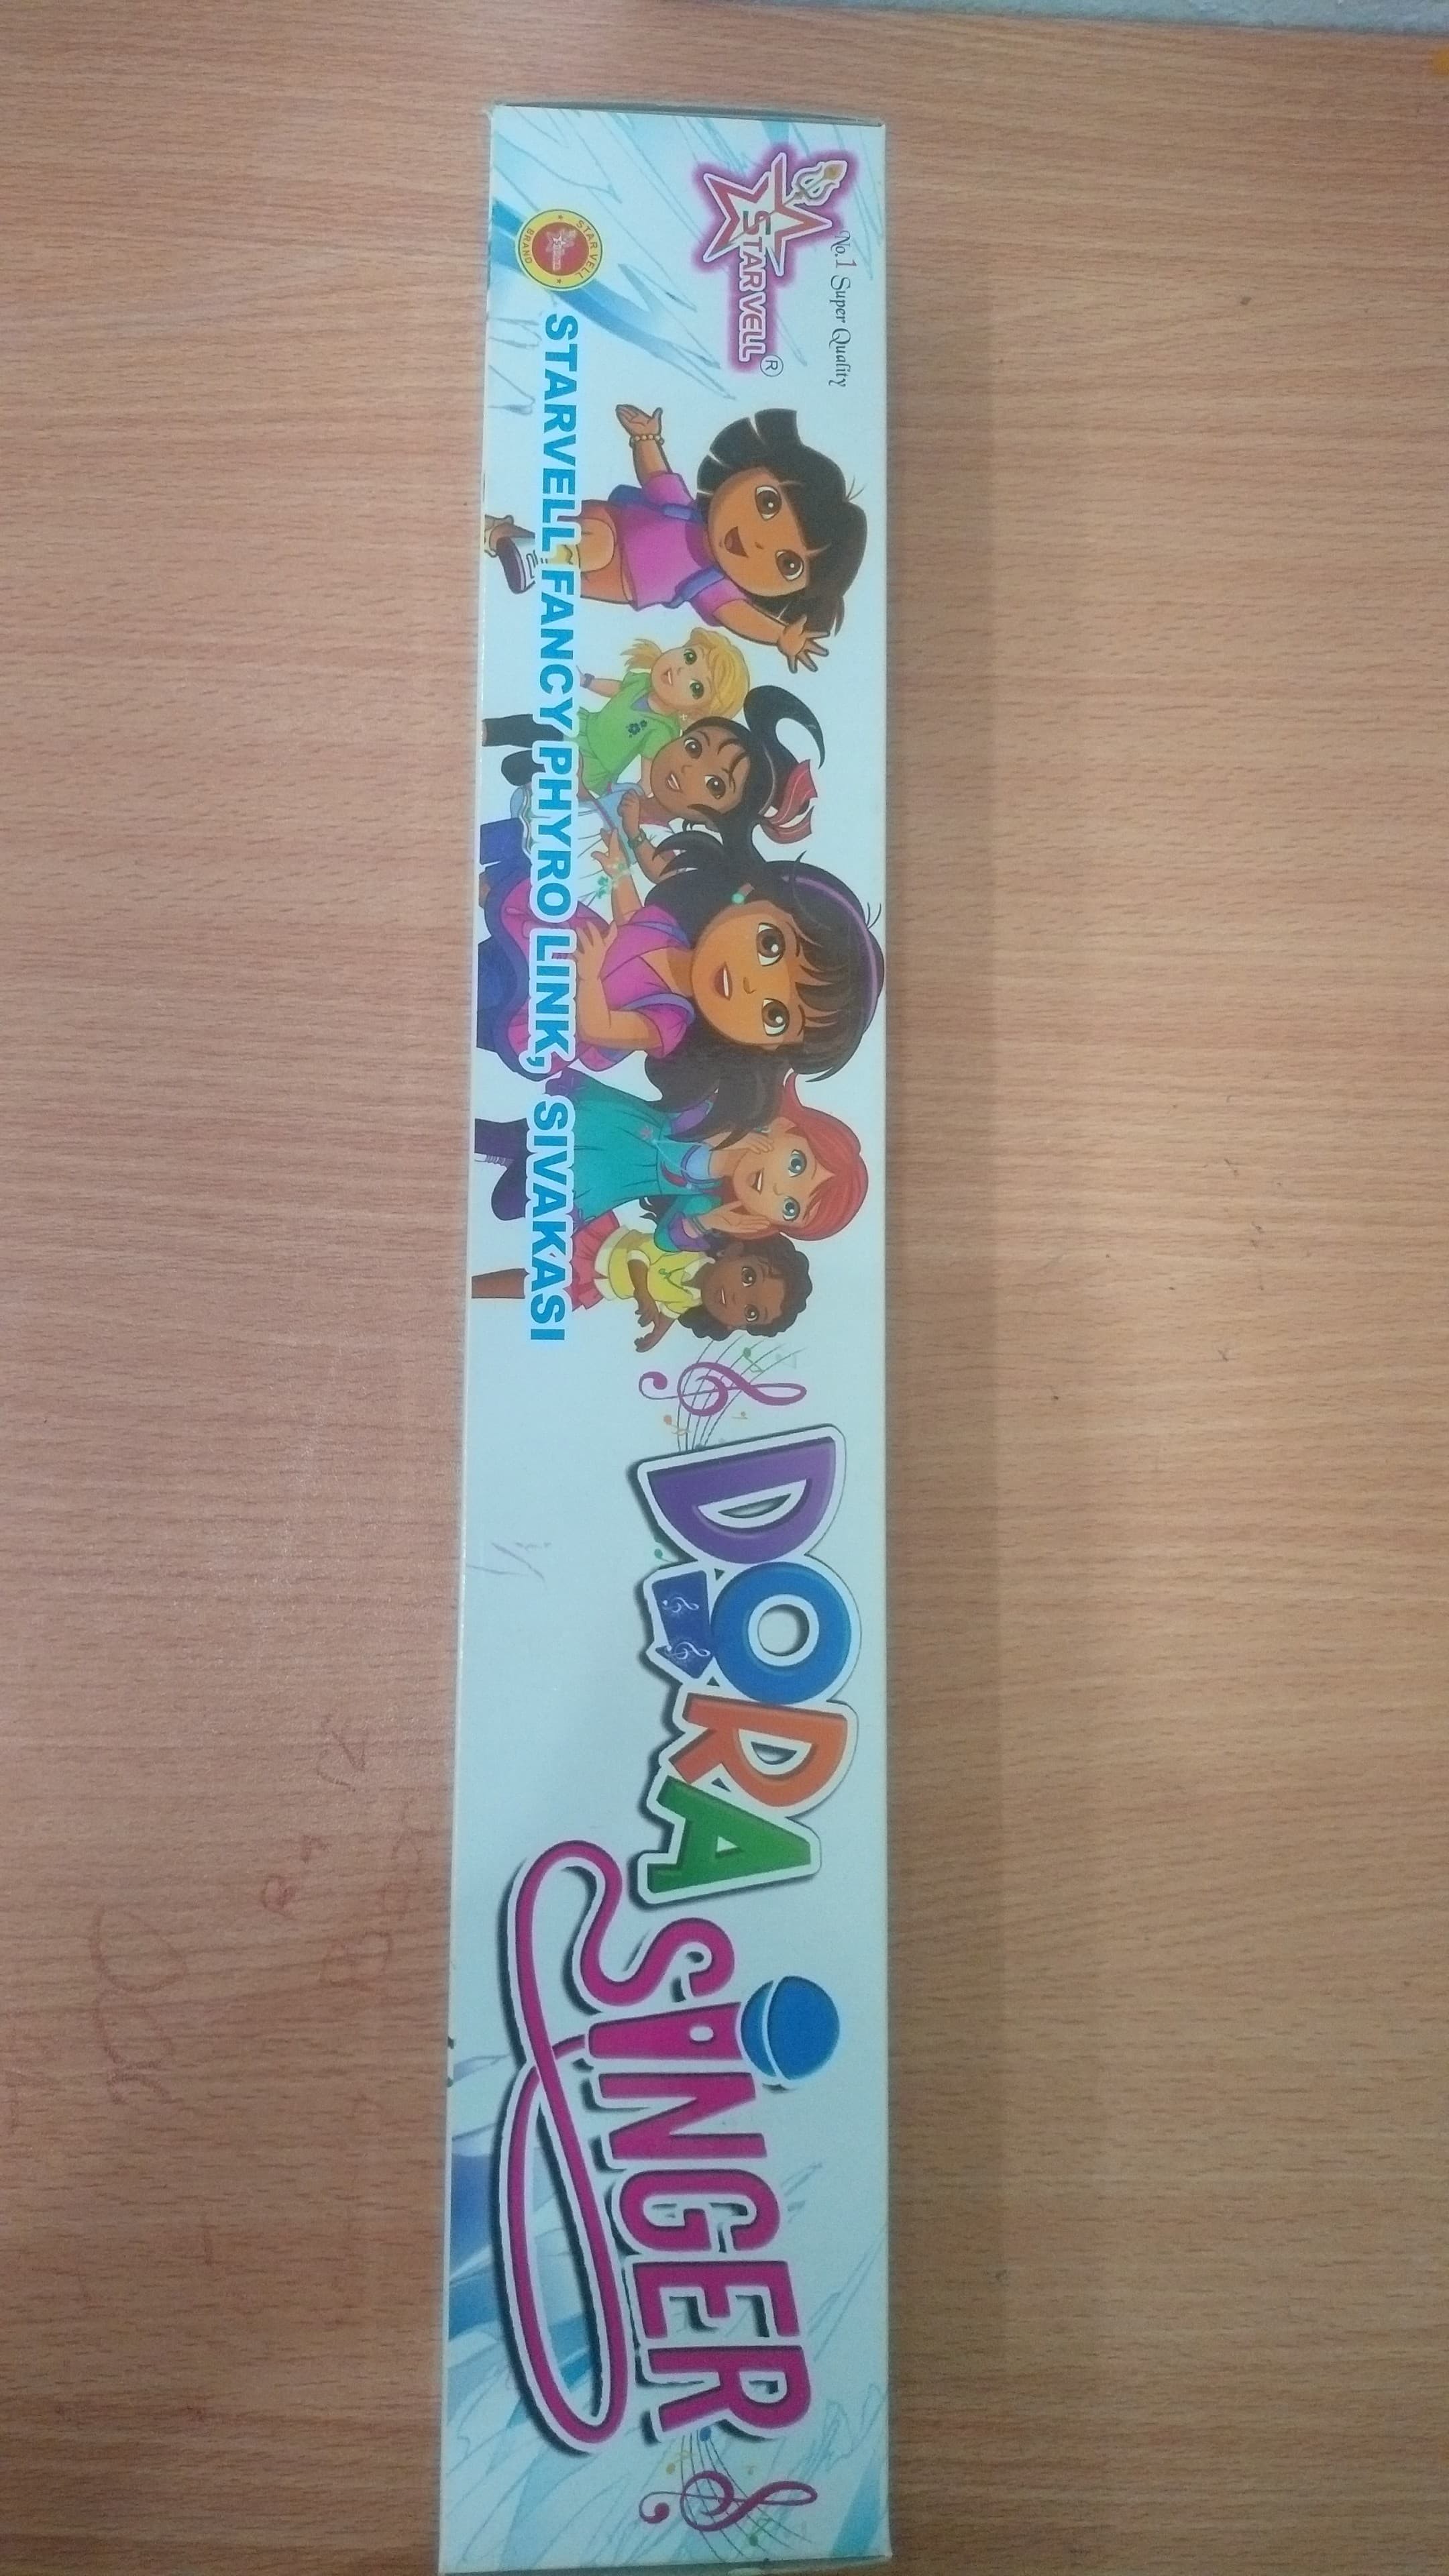 No.1 Super Quality
STARVELL®
STARVELL
BRAND
STARVELL FANCY PHYRO LINK, SIVAKASI
DORA
SINGER